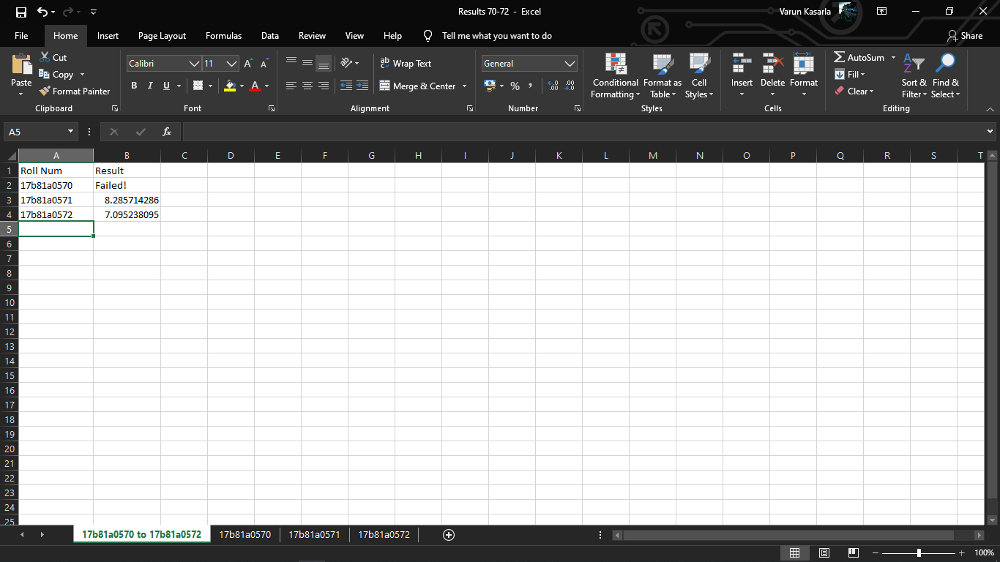 Results 70-72 - Excel
Varun Kasarla
File Home Insert Page Layout Formulas Data Review View Help Tell me what you want to do Share
Paste
Cut
Copy
Format Painter
Clipboard
Calibri 11 A A
B I U A
Font
ab Wrap Text
Merge & Center
Alignment
General
% , .00 .00
Number
Conditional Formatting
Format as Table
Cell Styles
Styles
Insert Delete Format
Cells
AutoSum
Fill
Clear
Sort & Filter
Find & Select
Editing
A5 fx
A B C D E F G H I J K L M N O P Q R S T
1 Roll Num Result
2 17b81a0570 Failed!
3 17b81a0571 8.285714286
4 17b81a0572 7.095238095
5
6
7
8
9
10
11
12
13
14
15
16
17
18
19
20
21
22
23
24
25
17b81a0570 to 17b81a0572 17b81a0570 17b81a0571 17b81a0572
100%